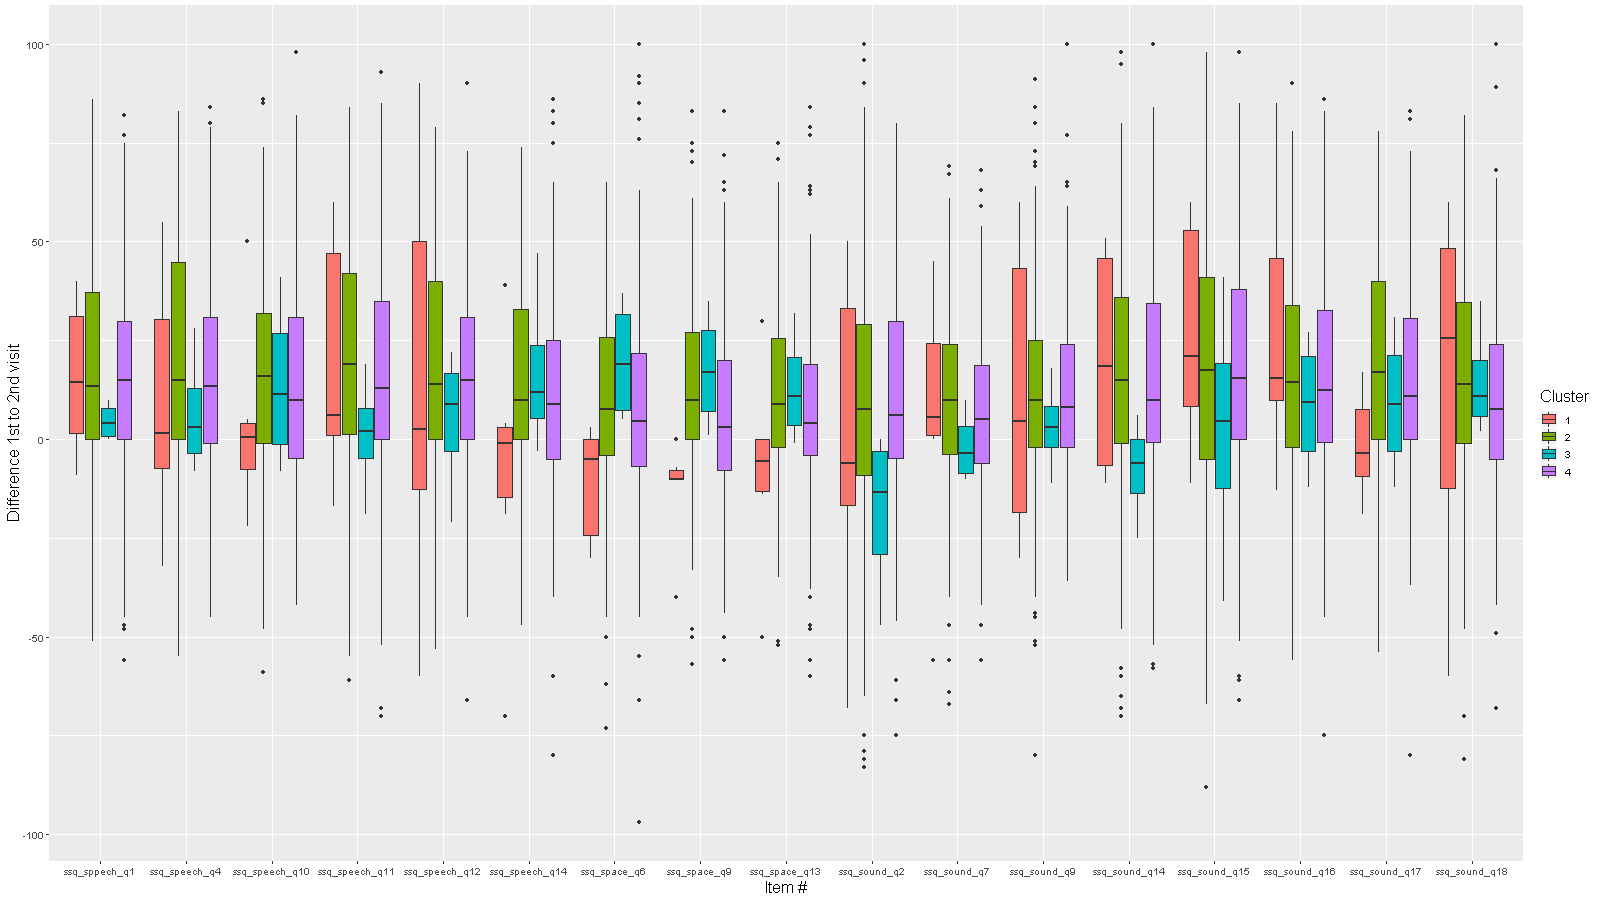 100
50
0
-50
-100
Difference 1st to 2nd visit
ssq_sppech_q1 ssq_speech_q4 ssq_speech_q10 ssq_speech_q11 ssq_speech_q12 ssq_speech_q14 ssq_space_q6 ssq_space_q9 ssq_space_q13 ssq_sound_q2 ssq_sound_q7 ssq_sound_q9 ssq_sound_q14 ssq_sound_q15 ssq_sound_q16 ssq_sound_q17 ssq_sound_q18
Item #
Cluster
1
2
3
4